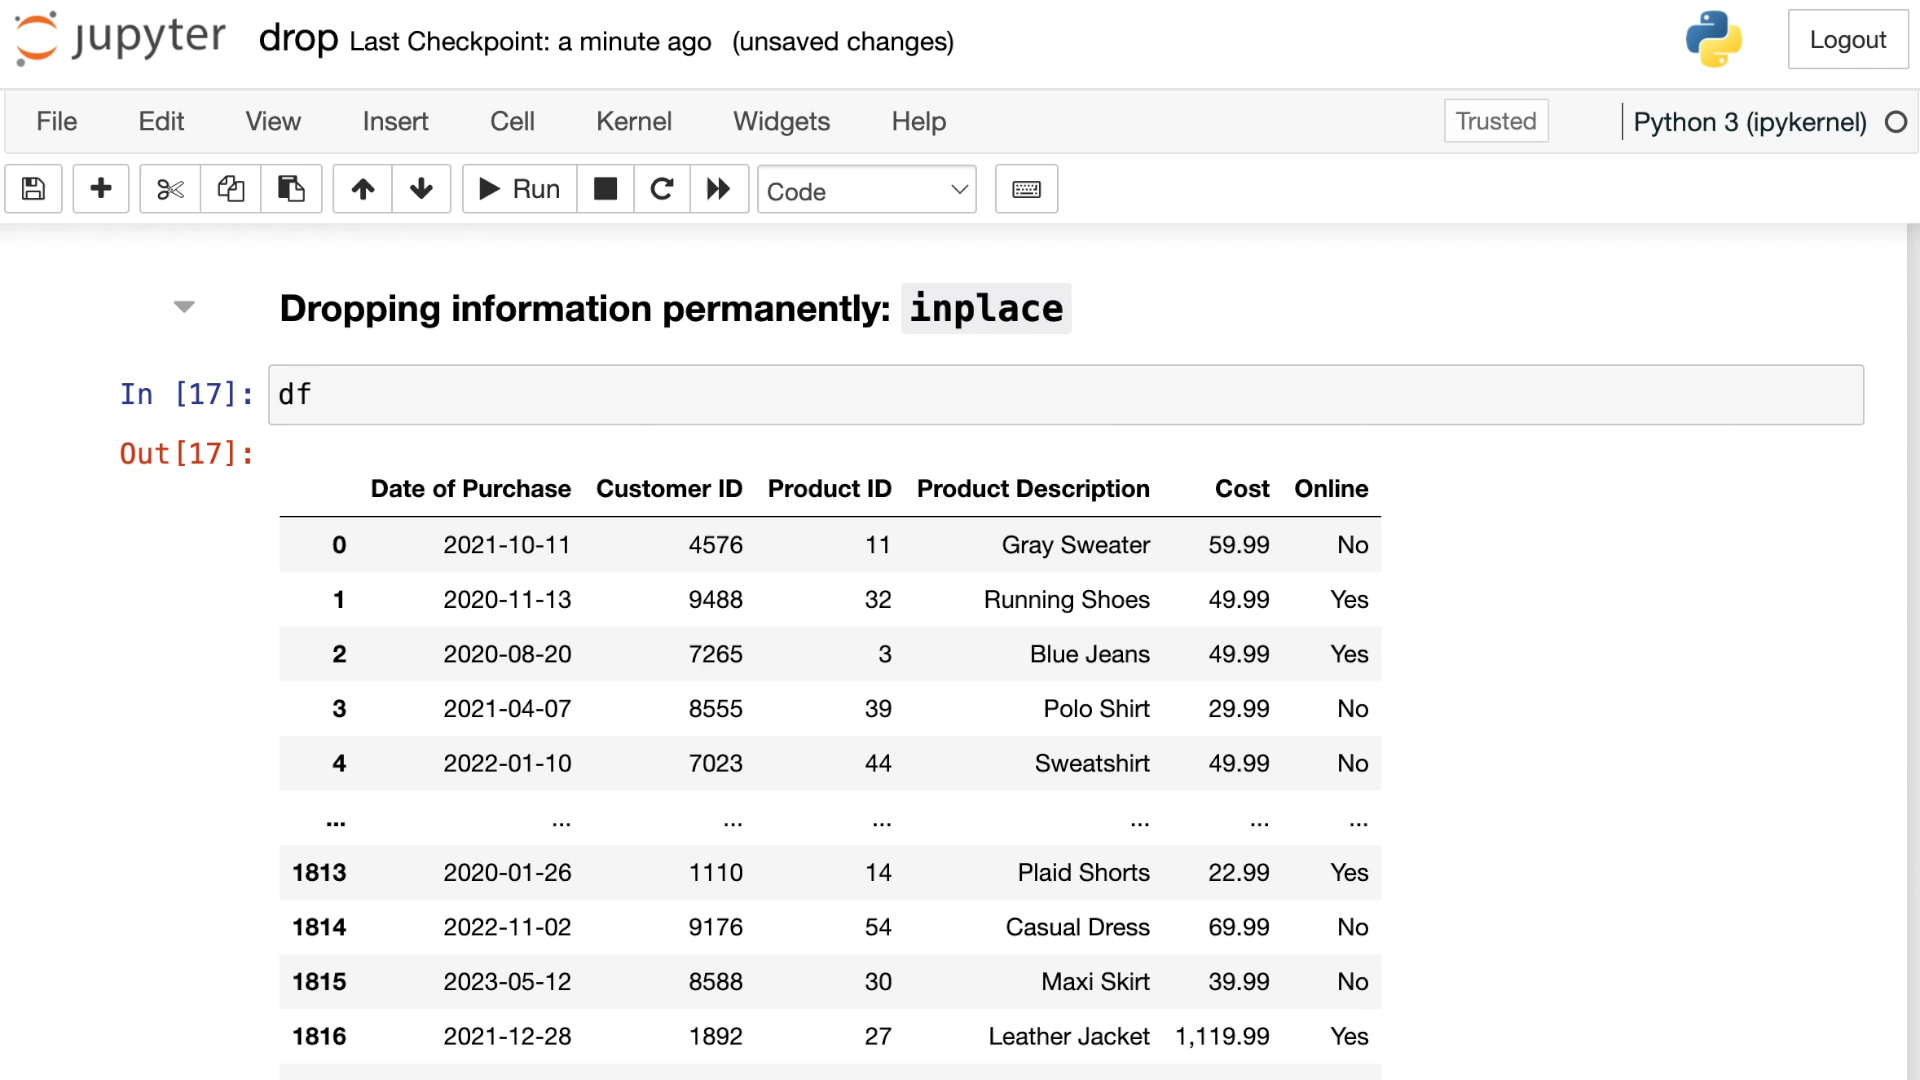 jupyter drop Last Checkpoint: a minute ago (unsaved changes) Logout
File Edit View Insert Cell Kernel Widgets Help Trusted Python 3 (ipykernel)
Run Code
Dropping information permanently: inplace
In [17]: df
Out[17]:
Date of Purchase Customer ID Product ID Product Description Cost Online
0 2021-10-11 4576 11 Gray Sweater 59.99 No
1 2020-11-13 9488 32 Running Shoes 49.99 Yes
2 2020-08-20 7265 3 Blue Jeans 49.99 Yes
3 2021-04-07 8555 39 Polo Shirt 29.99 No
4 2022-01-10 7023 44 Sweatshirt 49.99 No
... ... ... ... ... ... ...
1813 2020-01-26 1110 14 Plaid Shorts 22.99 Yes
1814 2022-11-02 9176 54 Casual Dress 69.99 No
1815 2023-05-12 8588 30 Maxi Skirt 39.99 No
1816 2021-12-28 1892 27 Leather Jacket 1,119.99 Yes